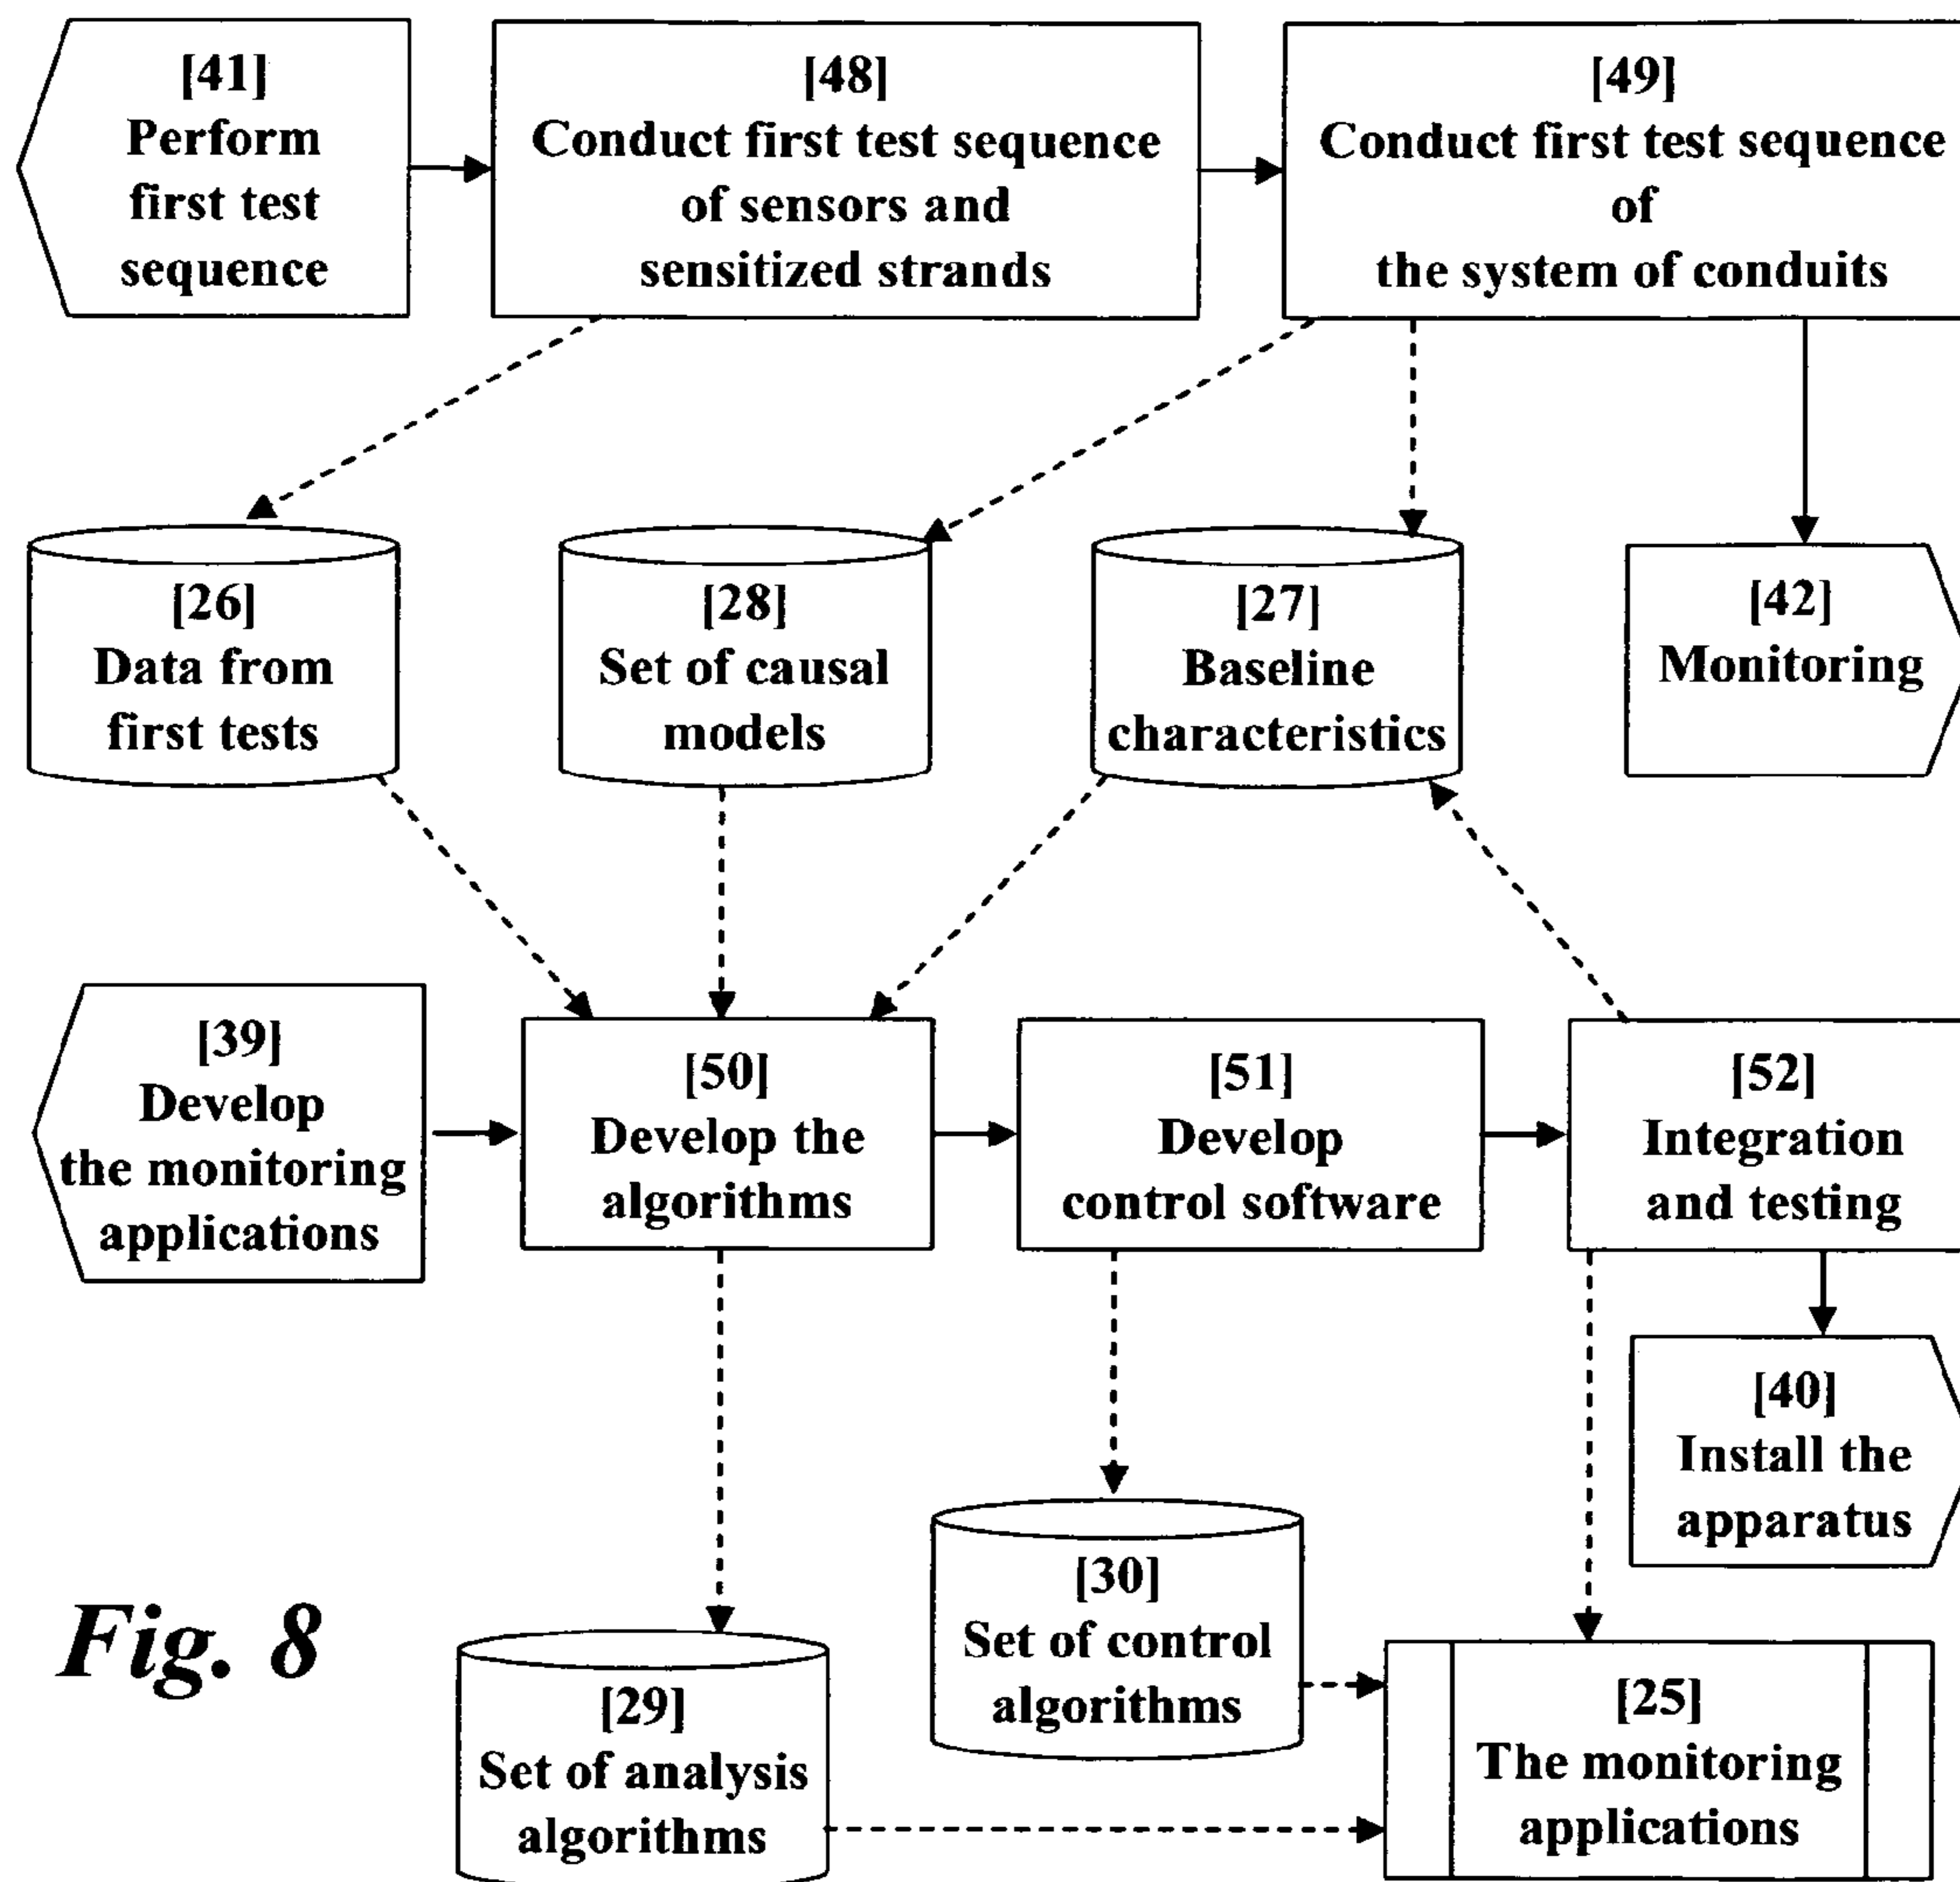 [41]
Perform
first test
sequence
[48]
Conduct first test sequence
of sensors and
sensitized strands
[49]
Conduct first test sequence
of
the system of conduits
[26]
Data from
first tests
[28]
Set of causal
models
[27]
Baseline
characteristics
[42]
Monitoring
[39]
Develop
the monitoring
applications
[50]
Develop the
algorithms
[51]
Develop
control software
[52]
Integration
and testing
[40]
Install the
apparatus
[30]
Set of control
algorithms
[29]
Set of analysis
algorithms
[25]
The monitoring
applications
Fig. 8